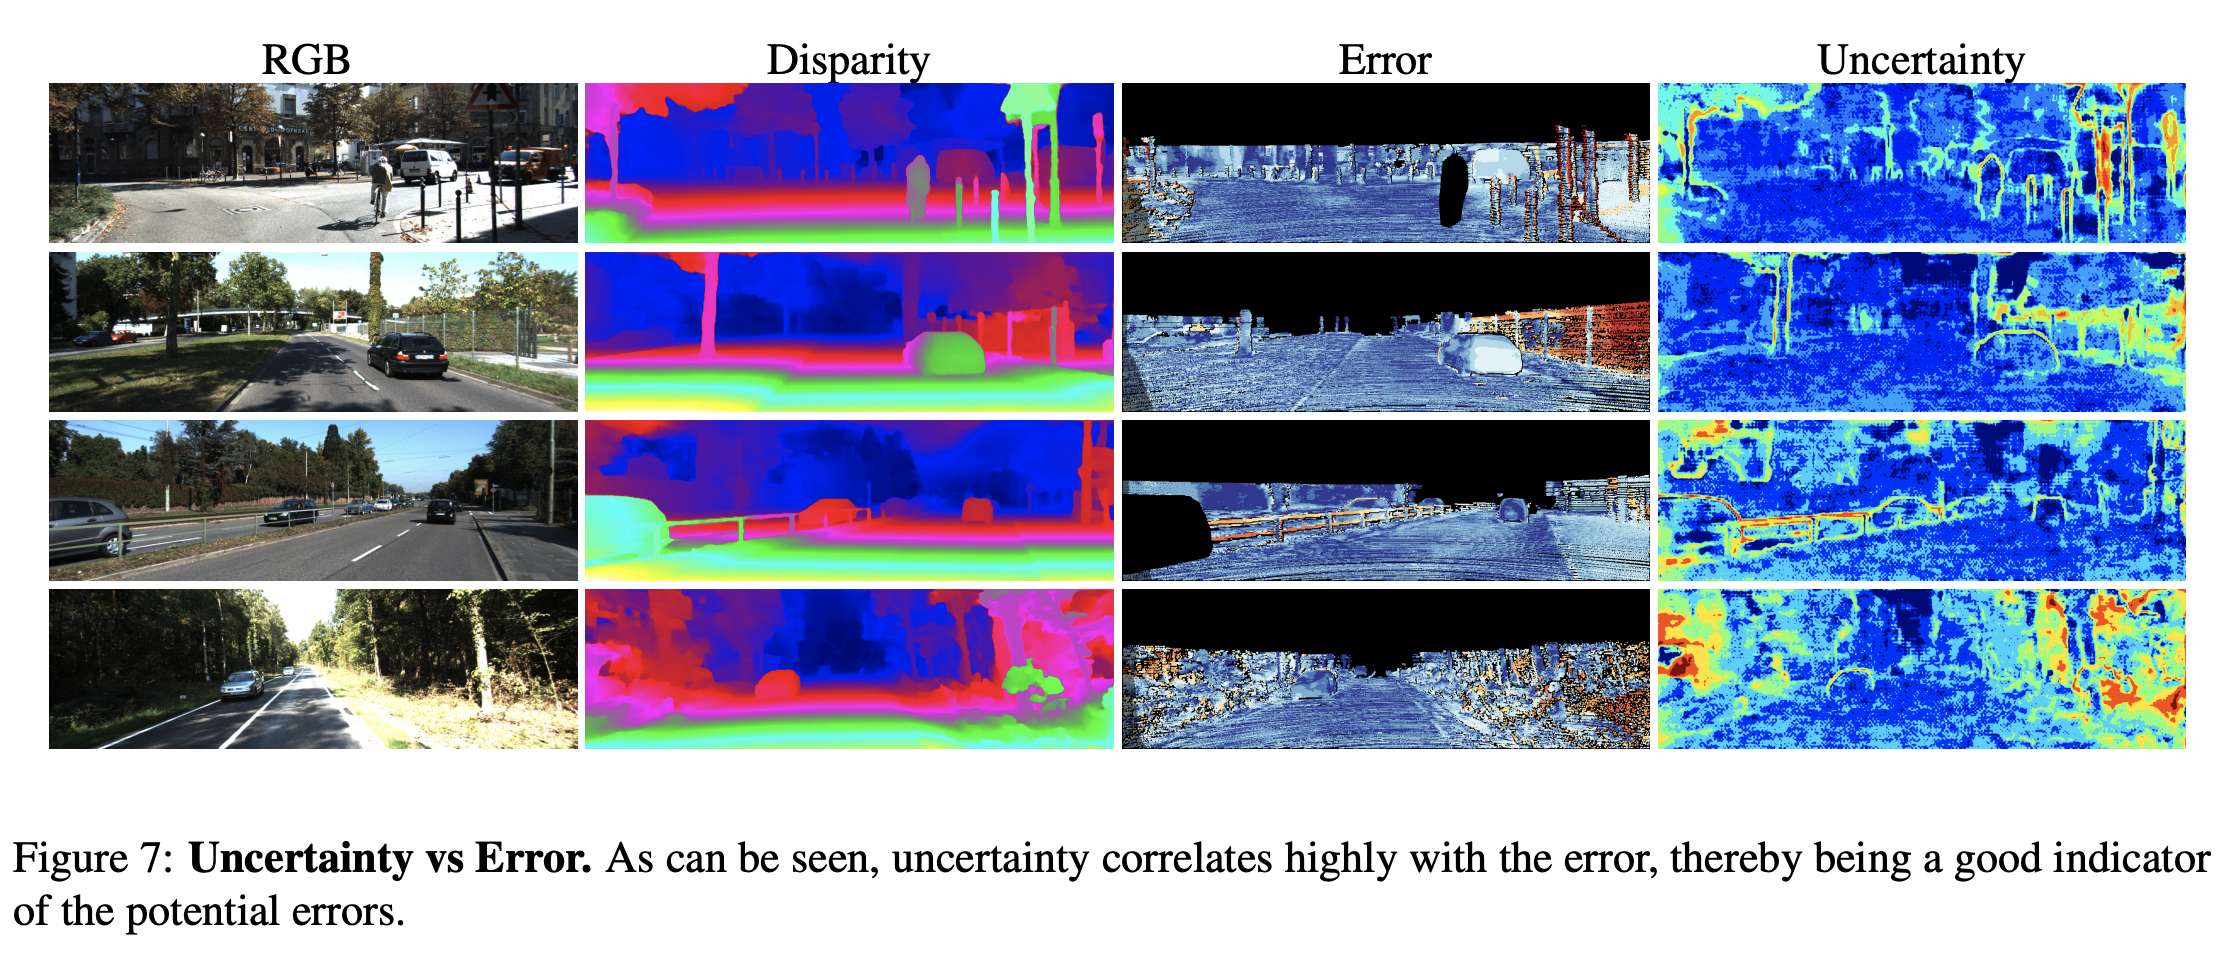 RGB Disparity Error Uncertainty
Figure 7: Uncertainty vs Error. As can be seen, uncertainty correlates highly with the error, thereby being a good indicator
of the potential errors.